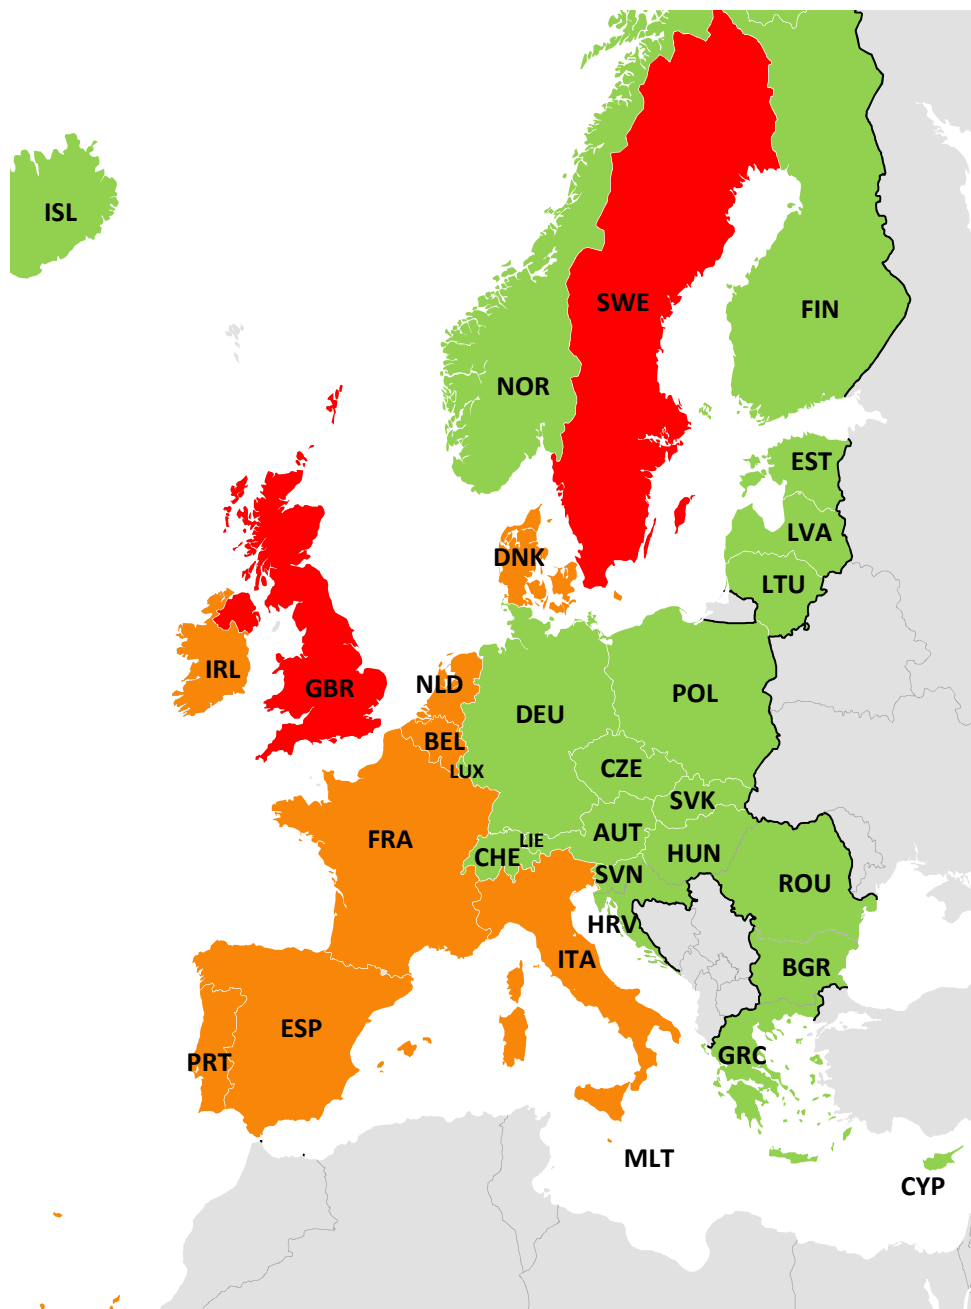 ISL
SWE
FIN
NOR
EST
LVA
DNK
LTU
IRL
GBR
NLD
POL
DEU
BEL
CZE
LUX
SVK
FRA
AUT
LIE
CHE
HUN
SVN
ROU
HRV
ITA
BGR
ESP
PRT
GRC
MLT
CYP